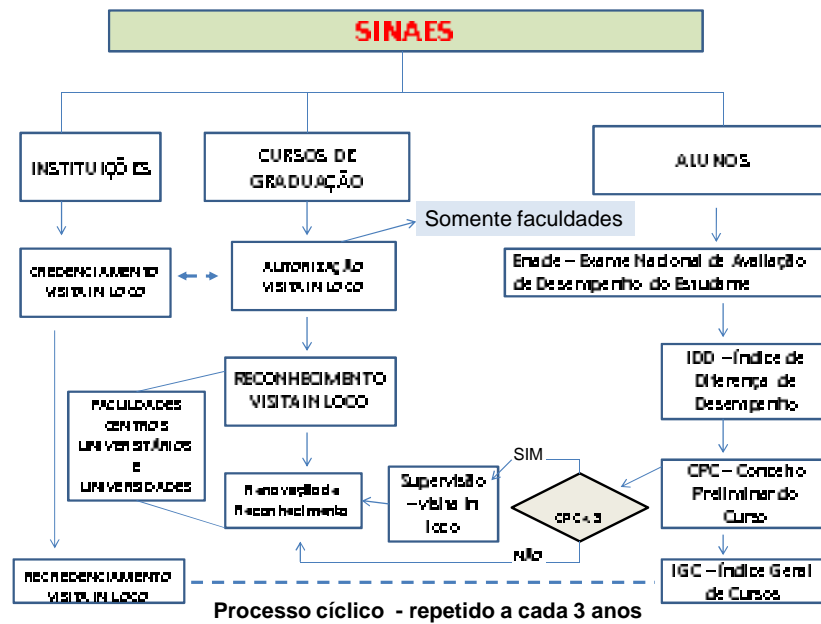 SINAES
INSTITUIÇÕES
CURSOS DE
GRADUAÇÃO
ALUNOS
Somente faculdades
CREDENCIAMENTO
VISITA IN LOCO
AUTORIZAÇÃO
VISITA IN LOCO
Enade – Exame Nacional de Avaliação
de Desempenho do Estudante
RECONHECIMENTO
VISITA IN LOCO
IDD – Índice de
Diferença de
Desempenho
FACULDADES
CENTROS
UNIVERSITÁRIOS
E
UNIVERSIDADES
SIM
Renovação de
Reconhecimento
Supervisão
– visita in
loco
CPC < 3
CPC – Conceito
Preliminar do
Curso
NÃO
RECREDENCIAMENTO
VISITA IN LOCO
IGC – Índice Geral
de Cursos
Processo cíclico - repetido a cada 3 anos